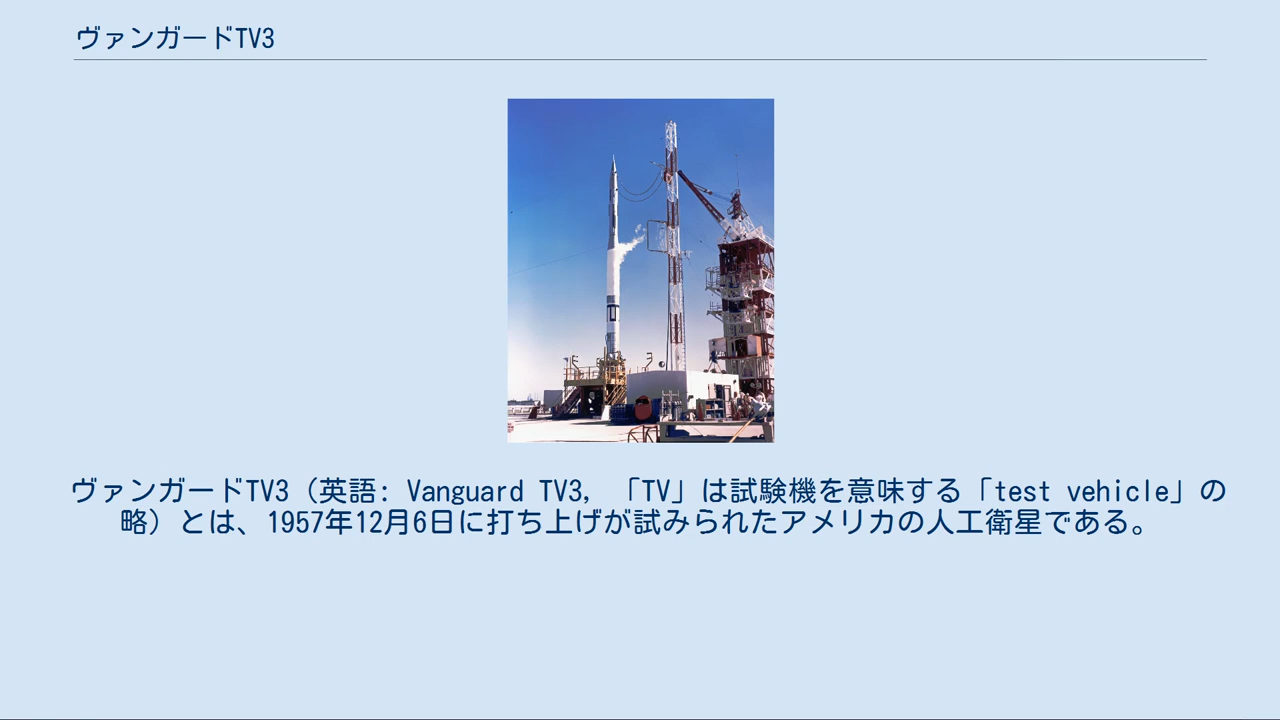 ヴァンガードTV3
ヴァンガードTV3（英語: Vanguard TV3, 「TV」は試験機を意味する「test vehicle」の
略）とは、1957年12月6日に打ち上げが試みられたアメリカの人工衛星である。